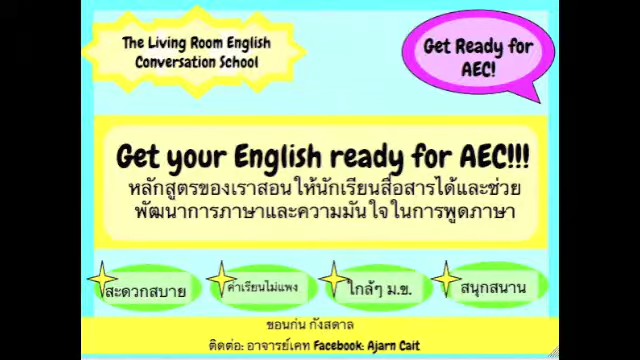 The Living Room English
Conversation School
Get Ready for
AEC!
Get your English ready for AEC!!!
หลักสูตรของเราสอนให้นักเรียนสื่อสารได้และช่วย
พัฒนาการภาษาและความมันใจในการพูดภาษา
สะดวกสบาย
ค่าเรียนไม่แพง
ใกล้ๆ ม.ข.
สนุกสนาน
ขอนก่น กังสดาล
ติดต่อ: อาจารย์เคท Facebook: Ajarn Cait